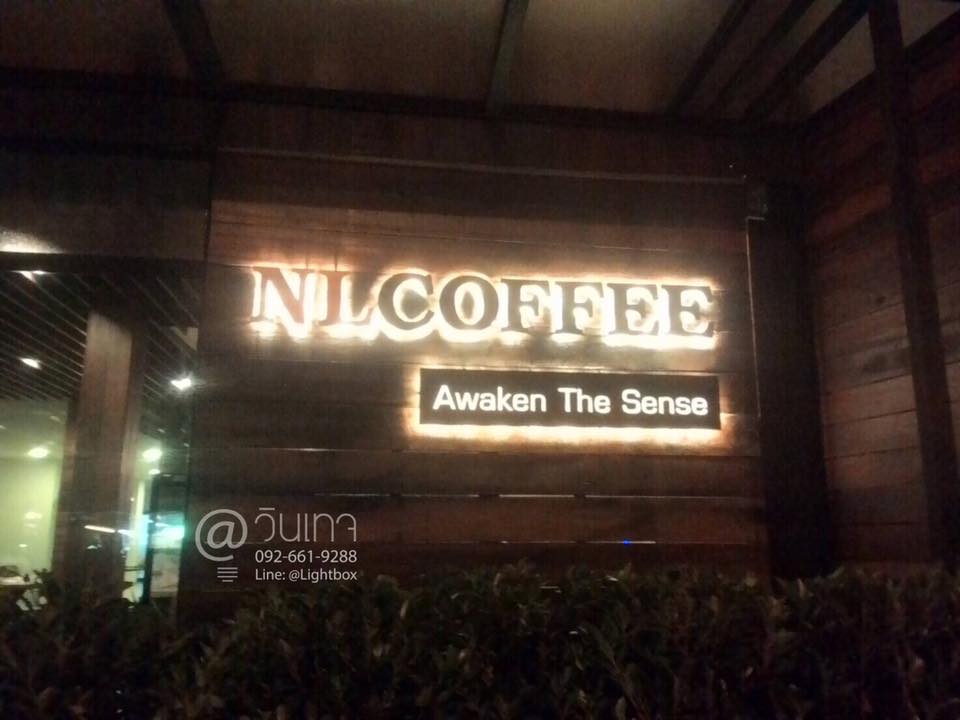 NLCOFFEE
Awaken The Sense
@วินเทจ
092-661-9288
Line: @Lightbox